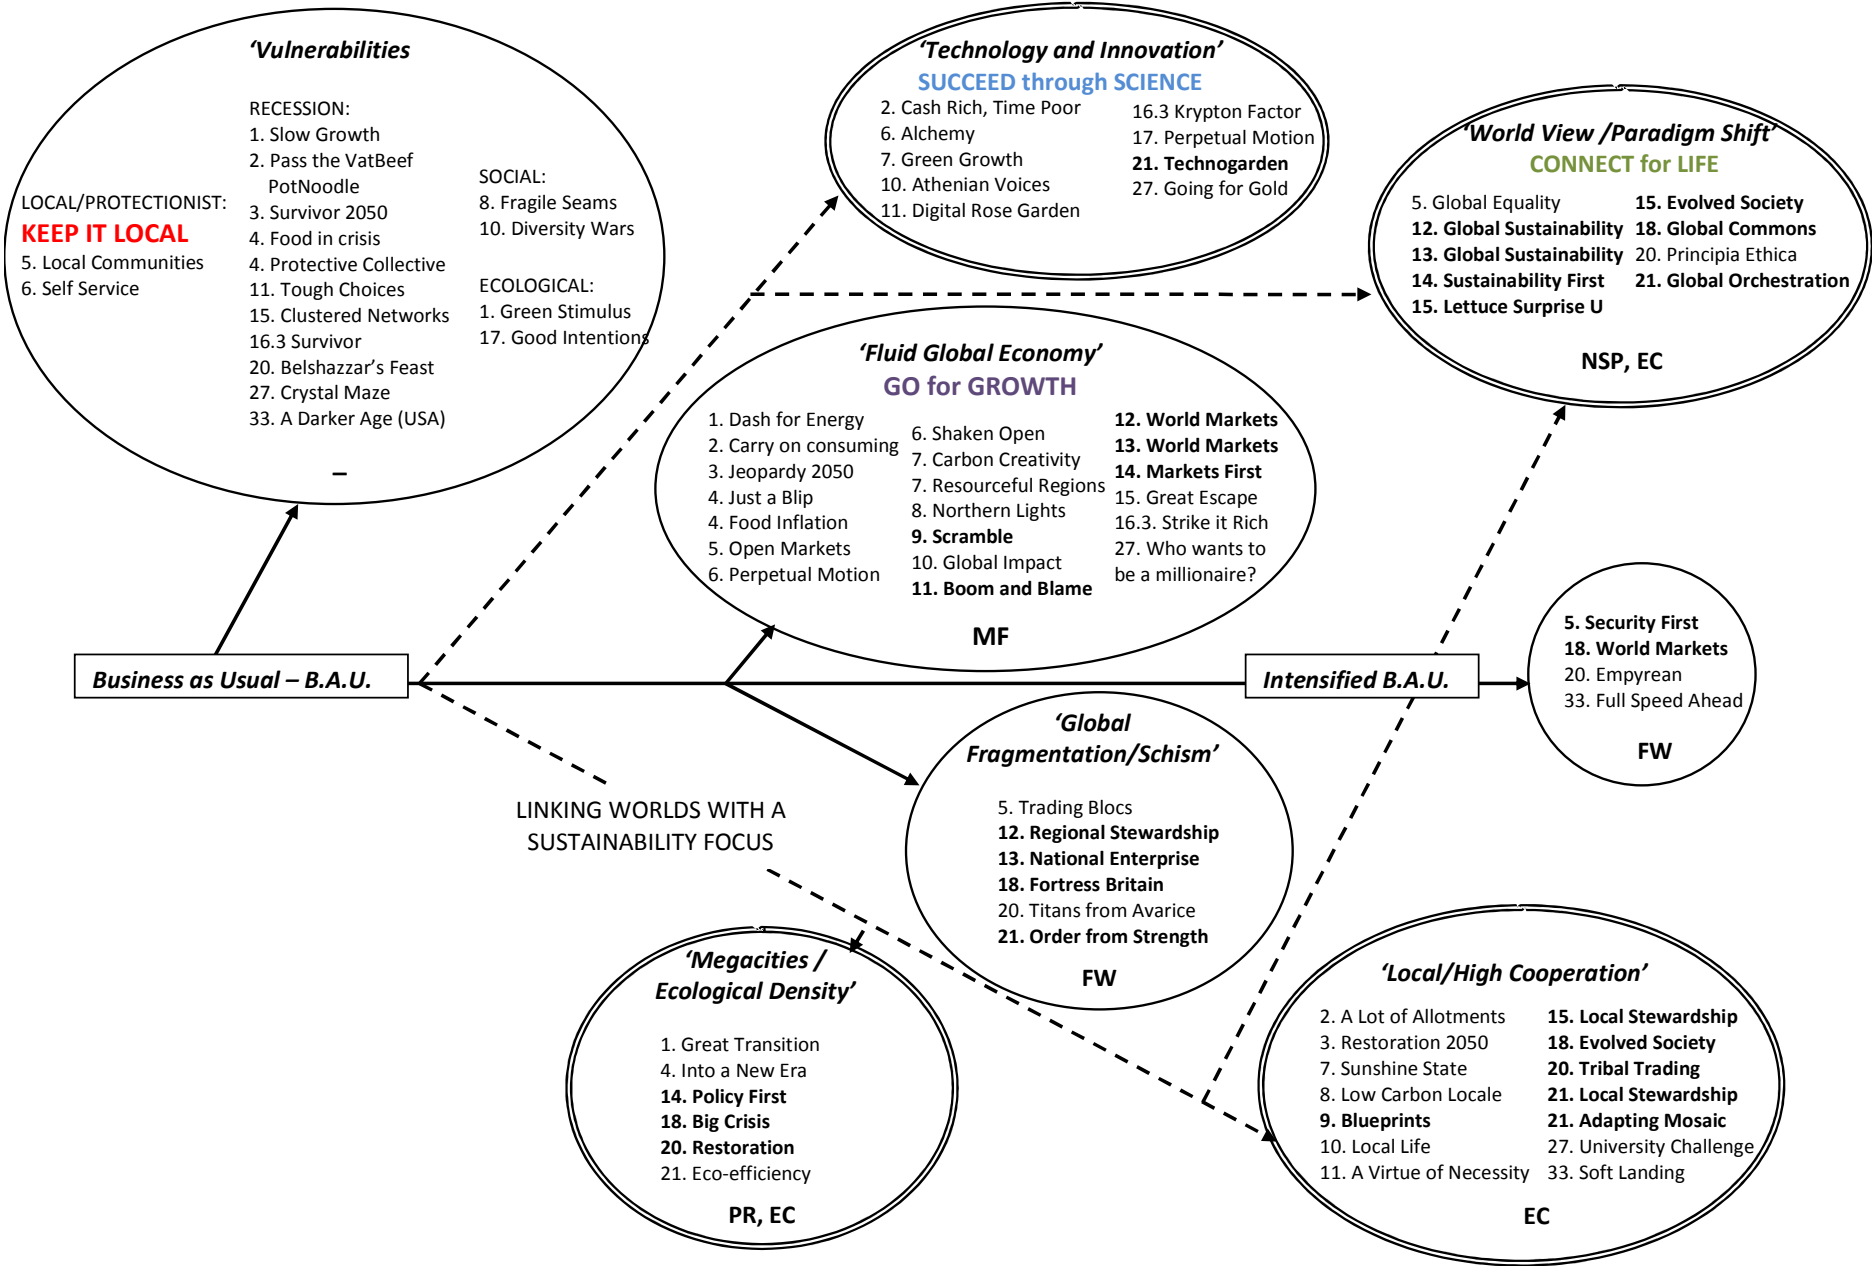 ‘Vulnerabilities
LOCAL/PROTECTIONIST:
KEEP IT LOCAL
5. Local Communities
6. Self Service
RECESSION:
1. Slow Growth
2. Pass the VatBeef
PotNoodle
3. Survivor 2050
4. Food in crisis
4. Protective Collective
11. Tough Choices
15. Clustered Networks
16.3 Survivor
20. Belshazzar’s Feast
27. Crystal Maze
33. A Darker Age (USA)
SOCIAL:
8. Fragile Seams
10. Diversity Wars
ECOLOGICAL:
1. Green Stimulus
17. Good Intentions
–
‘Technology and Innovation’
SUCCEED through SCIENCE
2. Cash Rich, Time Poor
6. Alchemy
7. Green Growth
10. Athenian Voices
11. Digital Rose Garden
16.3 Krypton Factor
17. Perpetual Motion
21. Technogarden
27. Going for Gold
‘World View /Paradigm Shift’
CONNECT for LIFE
5. Global Equality
12. Global Sustainability
13. Global Sustainability
14. Sustainability First
15. Lettuce Surprise U
15. Evolved Society
18. Global Commons
20. Principia Ethica
21. Global Orchestration
NSP, EC
‘Fluid Global Economy’
GO for GROWTH
1. Dash for Energy
2. Carry on consuming
3. Jeopardy 2050
4. Just a Blip
4. Food Inflation
5. Open Markets
6. Perpetual Motion
6. Shaken Open
7. Carbon Creativity
7. Resourceful Regions
8. Northern Lights
9. Scramble
10. Global Impact
11. Boom and Blame
12. World Markets
13. World Markets
14. Markets First
15. Great Escape
16.3. Strike it Rich
27. Who wants to
be a millionaire?
MF
Business as Usual – B.A.U.
Intensified B.A.U.
5. Security First
18. World Markets
20. Empyrean
33. Full Speed Ahead
FW
LINKING WORLDS WITH A
SUSTAINABILITY FOCUS
‘Global
Fragmentation/Schism’
5. Trading Blocs
12. Regional Stewardship
13. National Enterprise
18. Fortress Britain
20. Titans from Avarice
21. Order from Strength
FW
‘Megacities /
Ecological Density’
1. Great Transition
4. Into a New Era
14. Policy First
18. Big Crisis
20. Restoration
21. Eco-efficiency
PR, EC
‘Local/High Cooperation’
2. A Lot of Allotments
3. Restoration 2050
7. Sunshine State
8. Low Carbon Locale
9. Blueprints
10. Local Life
11. A Virtue of Necessity
15. Local Stewardship
18. Evolved Society
20. Tribal Trading
21. Local Stewardship
21. Adapting Mosaic
27. University Challenge
33. Soft Landing
EC